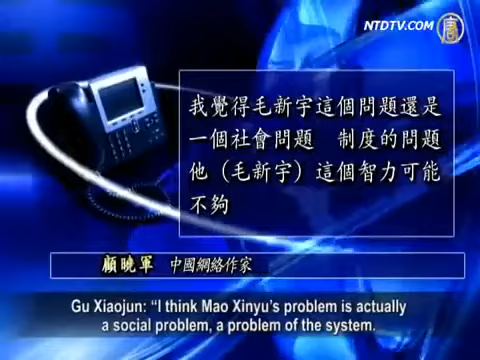 NTDTV.COM
我覺得毛新宇這個問題還是
一個社會問題 制度的問題
他(毛新宇)這個智力可能
不夠
顧曉軍 中國網絡作家
Gu Xiaojun: “I think Mao Xinyu’s problem is actually
a social problem, a problem of the system.